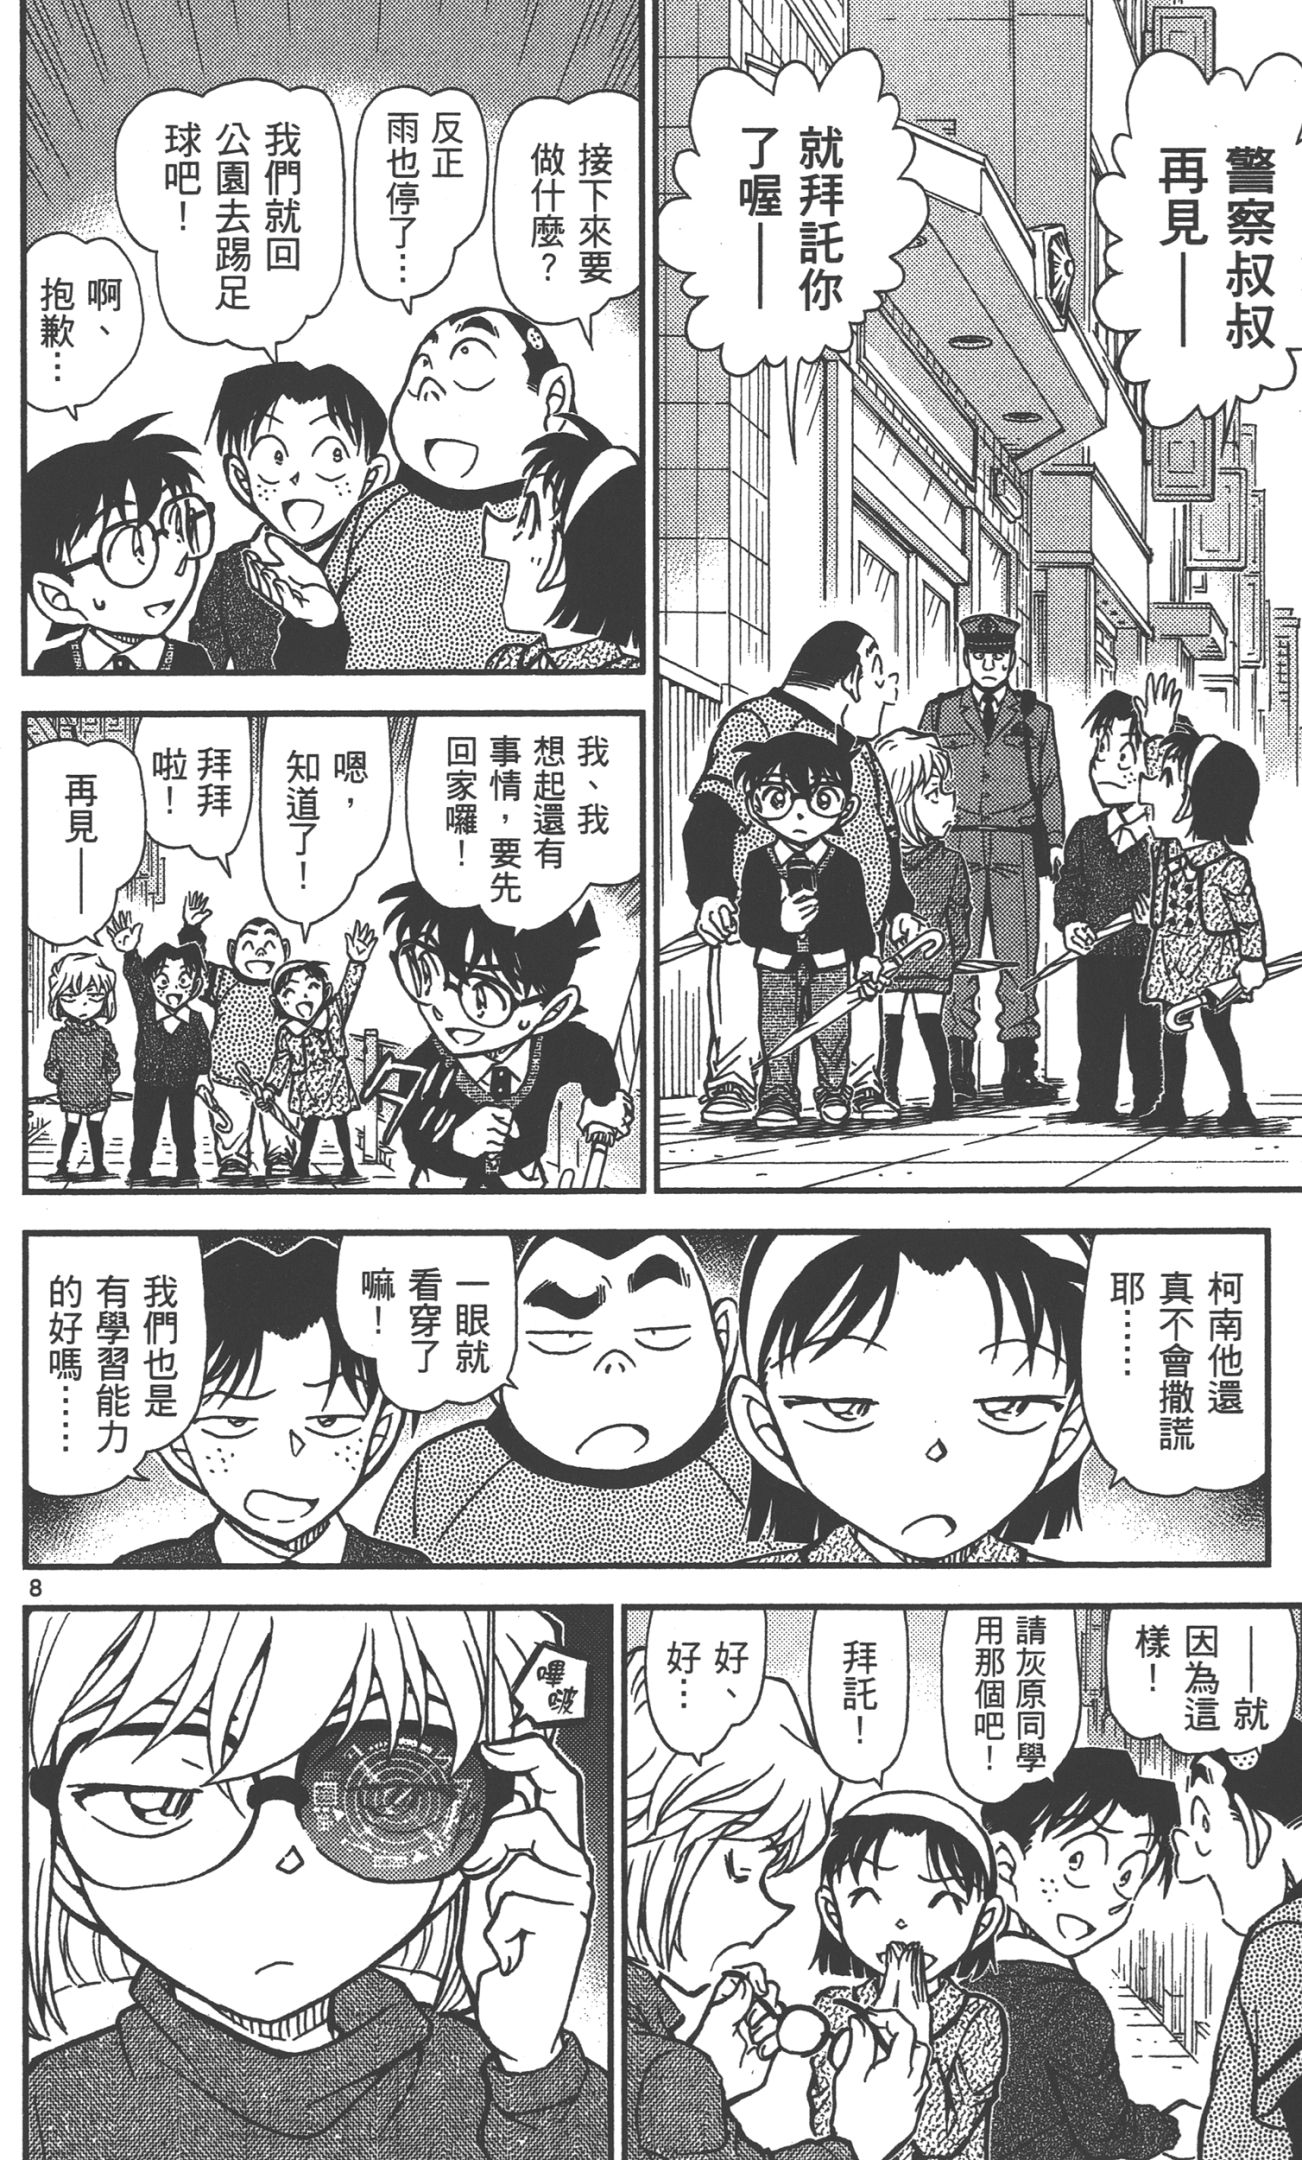 警察叔叔
再見——
就拜託你
了喔——
接下來要
做什麼？
反正
雨也停了…
我們就回
公園去踢足
球吧！
啊、
抱歉…
我、我
想起還有
事情，要先
回家囉！
嗯，
知道了！
拜拜
啦！
再見——
柯南他還
真不會撒謊
耶……
一眼就
看穿了
嘛！
我們也是
有學習能力
的好嗎……
8
——就
因為這
樣！
請灰原同學
用那個吧！
拜託！
好、
好…
嗶
啵